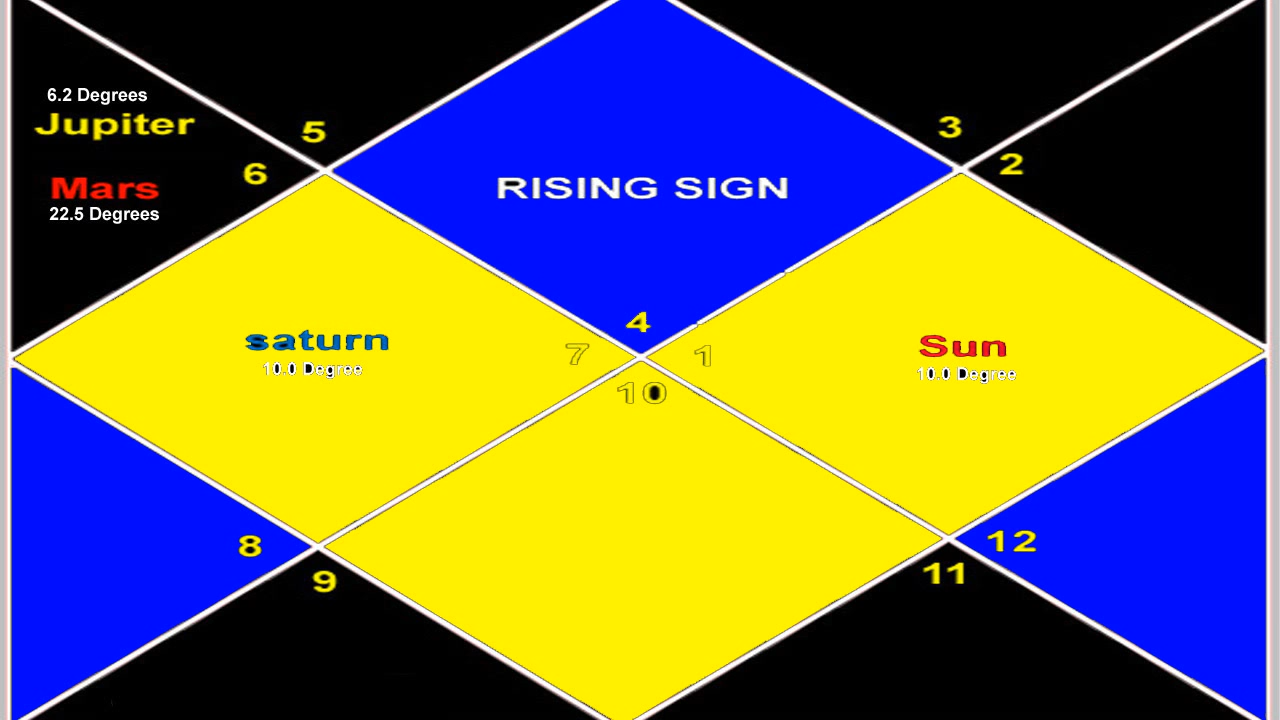 6.2 Degrees
Jupiter
5
3
6
2
Mars
RISING SIGN
22.5 Degrees
4
saturn
7
1
Sun
10.0 Degree
10.0 Degree
10
8
12
9
11